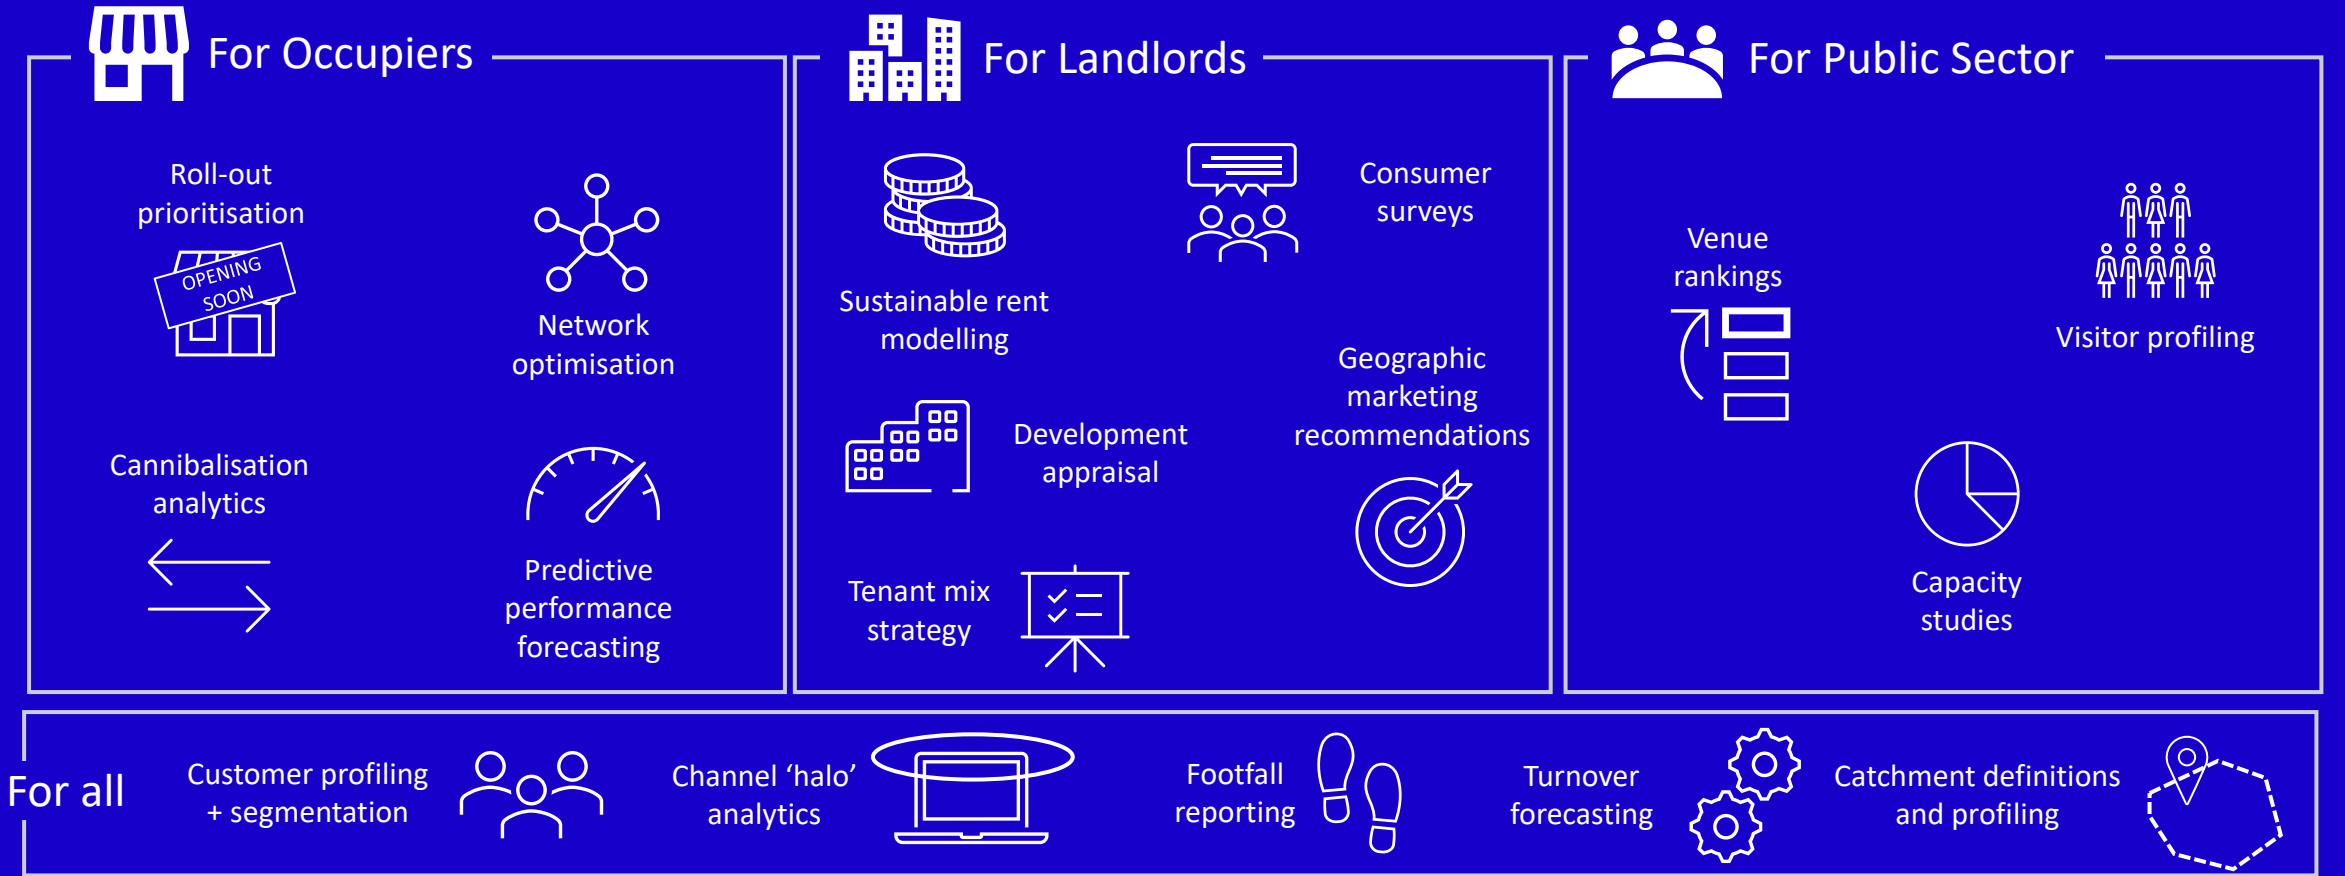 For Occupiers
Roll-out
prioritisation
OPENING
SOON
Network
optimisation
Cannibalisation
analytics
Predictive
performance
forecasting
For Landlords
Sustainable rent
modelling
Consumer
surveys
Development
appraisal
Geographic
marketing
recommendations
Tenant mix
strategy
For Public Sector
Venue
rankings
Visitor profiling
Capacity
studies
For all
Customer profiling
+ segmentation
Channel ‘halo’
analytics
Footfall
reporting
Turnover
forecasting
Catchment definitions
and profiling